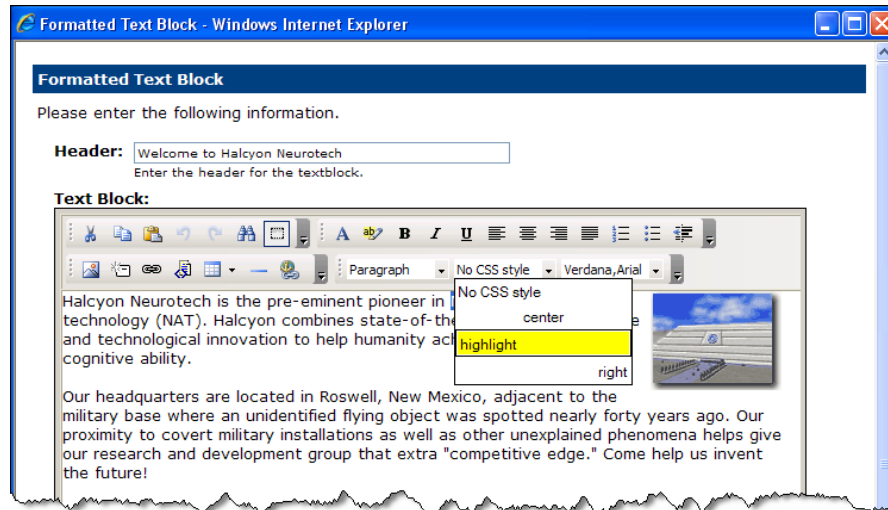 Formatted Text Block - Windows Internet Explorer
Formatted Text Block
Please enter the following information.
Header: Welcome to Halcyon Neurotech
Enter the header for the textblock.
Text Block:
A ab B I U
Paragraph No CSS style Verdana,Arial
No CSS style
center
highlight
right
Halcyon Neurotech is the pre-eminent pioneer in
technology (NAT). Halcyon combines state-of-the
and technological innovation to help humanity
cognitive ability.
Our headquarters are located in Roswell, New Mexico, adjacent to the
military base where an unidentified flying object was spotted nearly forty years ago. Our
proximity to covert military installations as well as other unexplained phenomena helps give
our research and development group that extra "competitive edge." Come help us invent
the future!